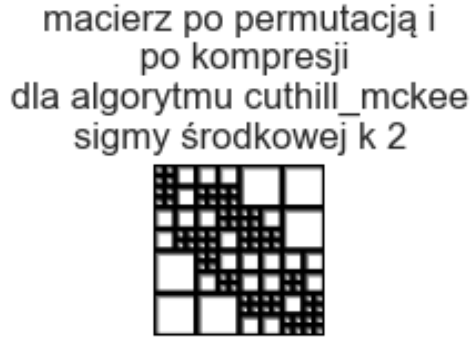 macierz po permutacją i
po kompresji
dla algorytmu cuthill_mckee
sigmy środkowej k 2